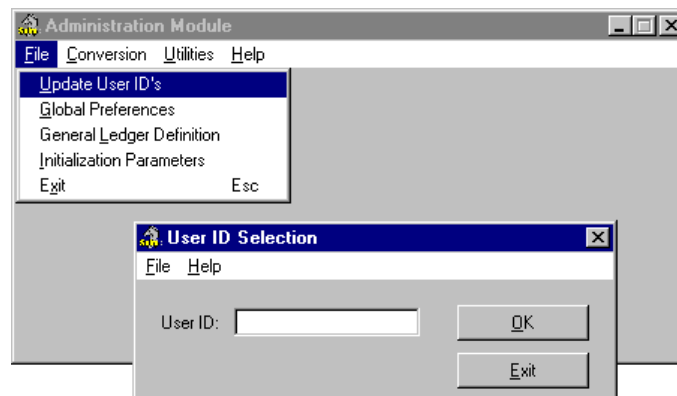 Administration Module
File Conversion Utilities Help
Update User ID's
Global Preferences
General Ledger Definition
Initialization Parameters
Exit Esc
User ID Selection
File Help
User ID:
OK
Exit